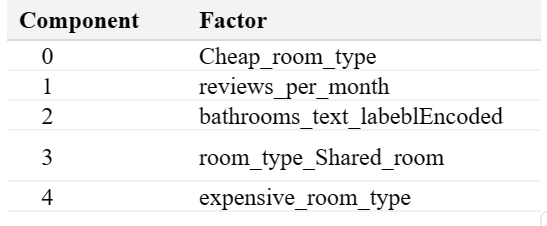 Component Factor
0 Cheap_room_type
1 reviews_per_month
2 bathrooms_text_labeblEncoded
3 room_type_Shared_room
4 expensive_room_type